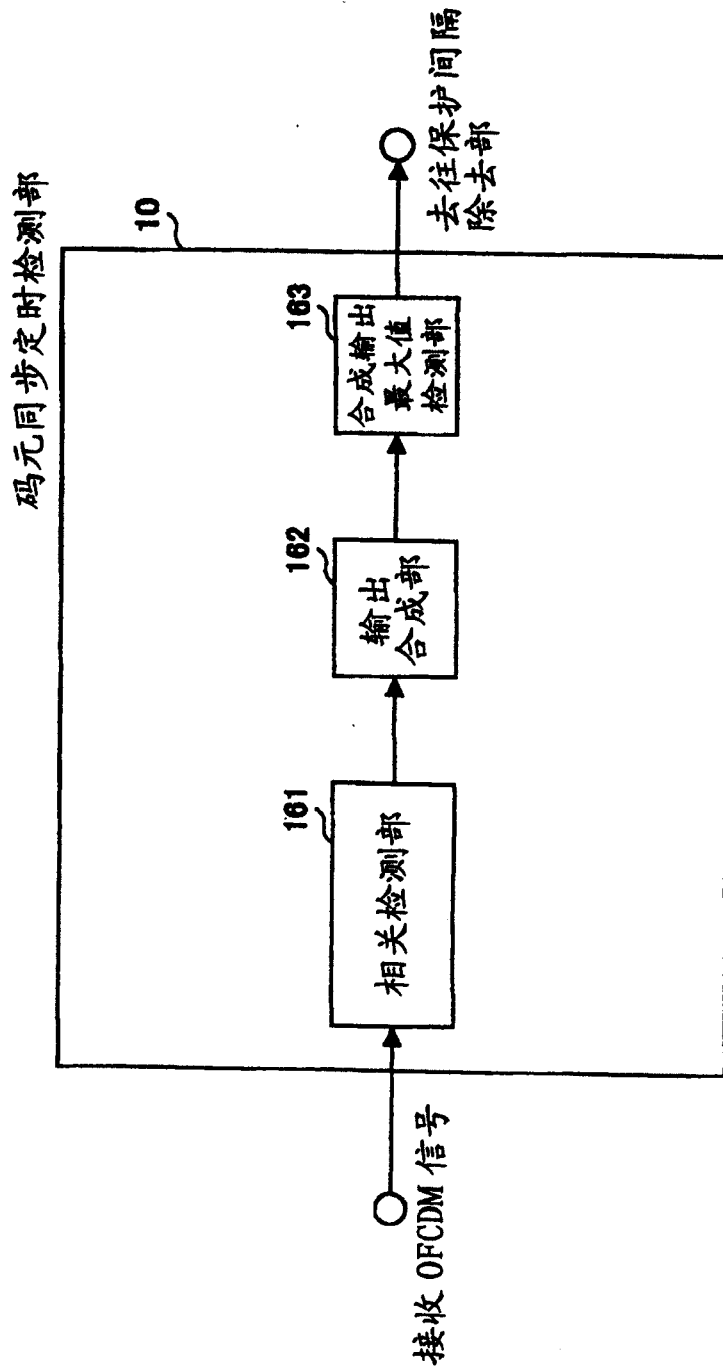 码元同步定时检测部
10
接收 OFCDM 信号
161
相关检测部
162
输出
合成部
163
合成输出
最大值
检测部
去往保护间隔
除去部